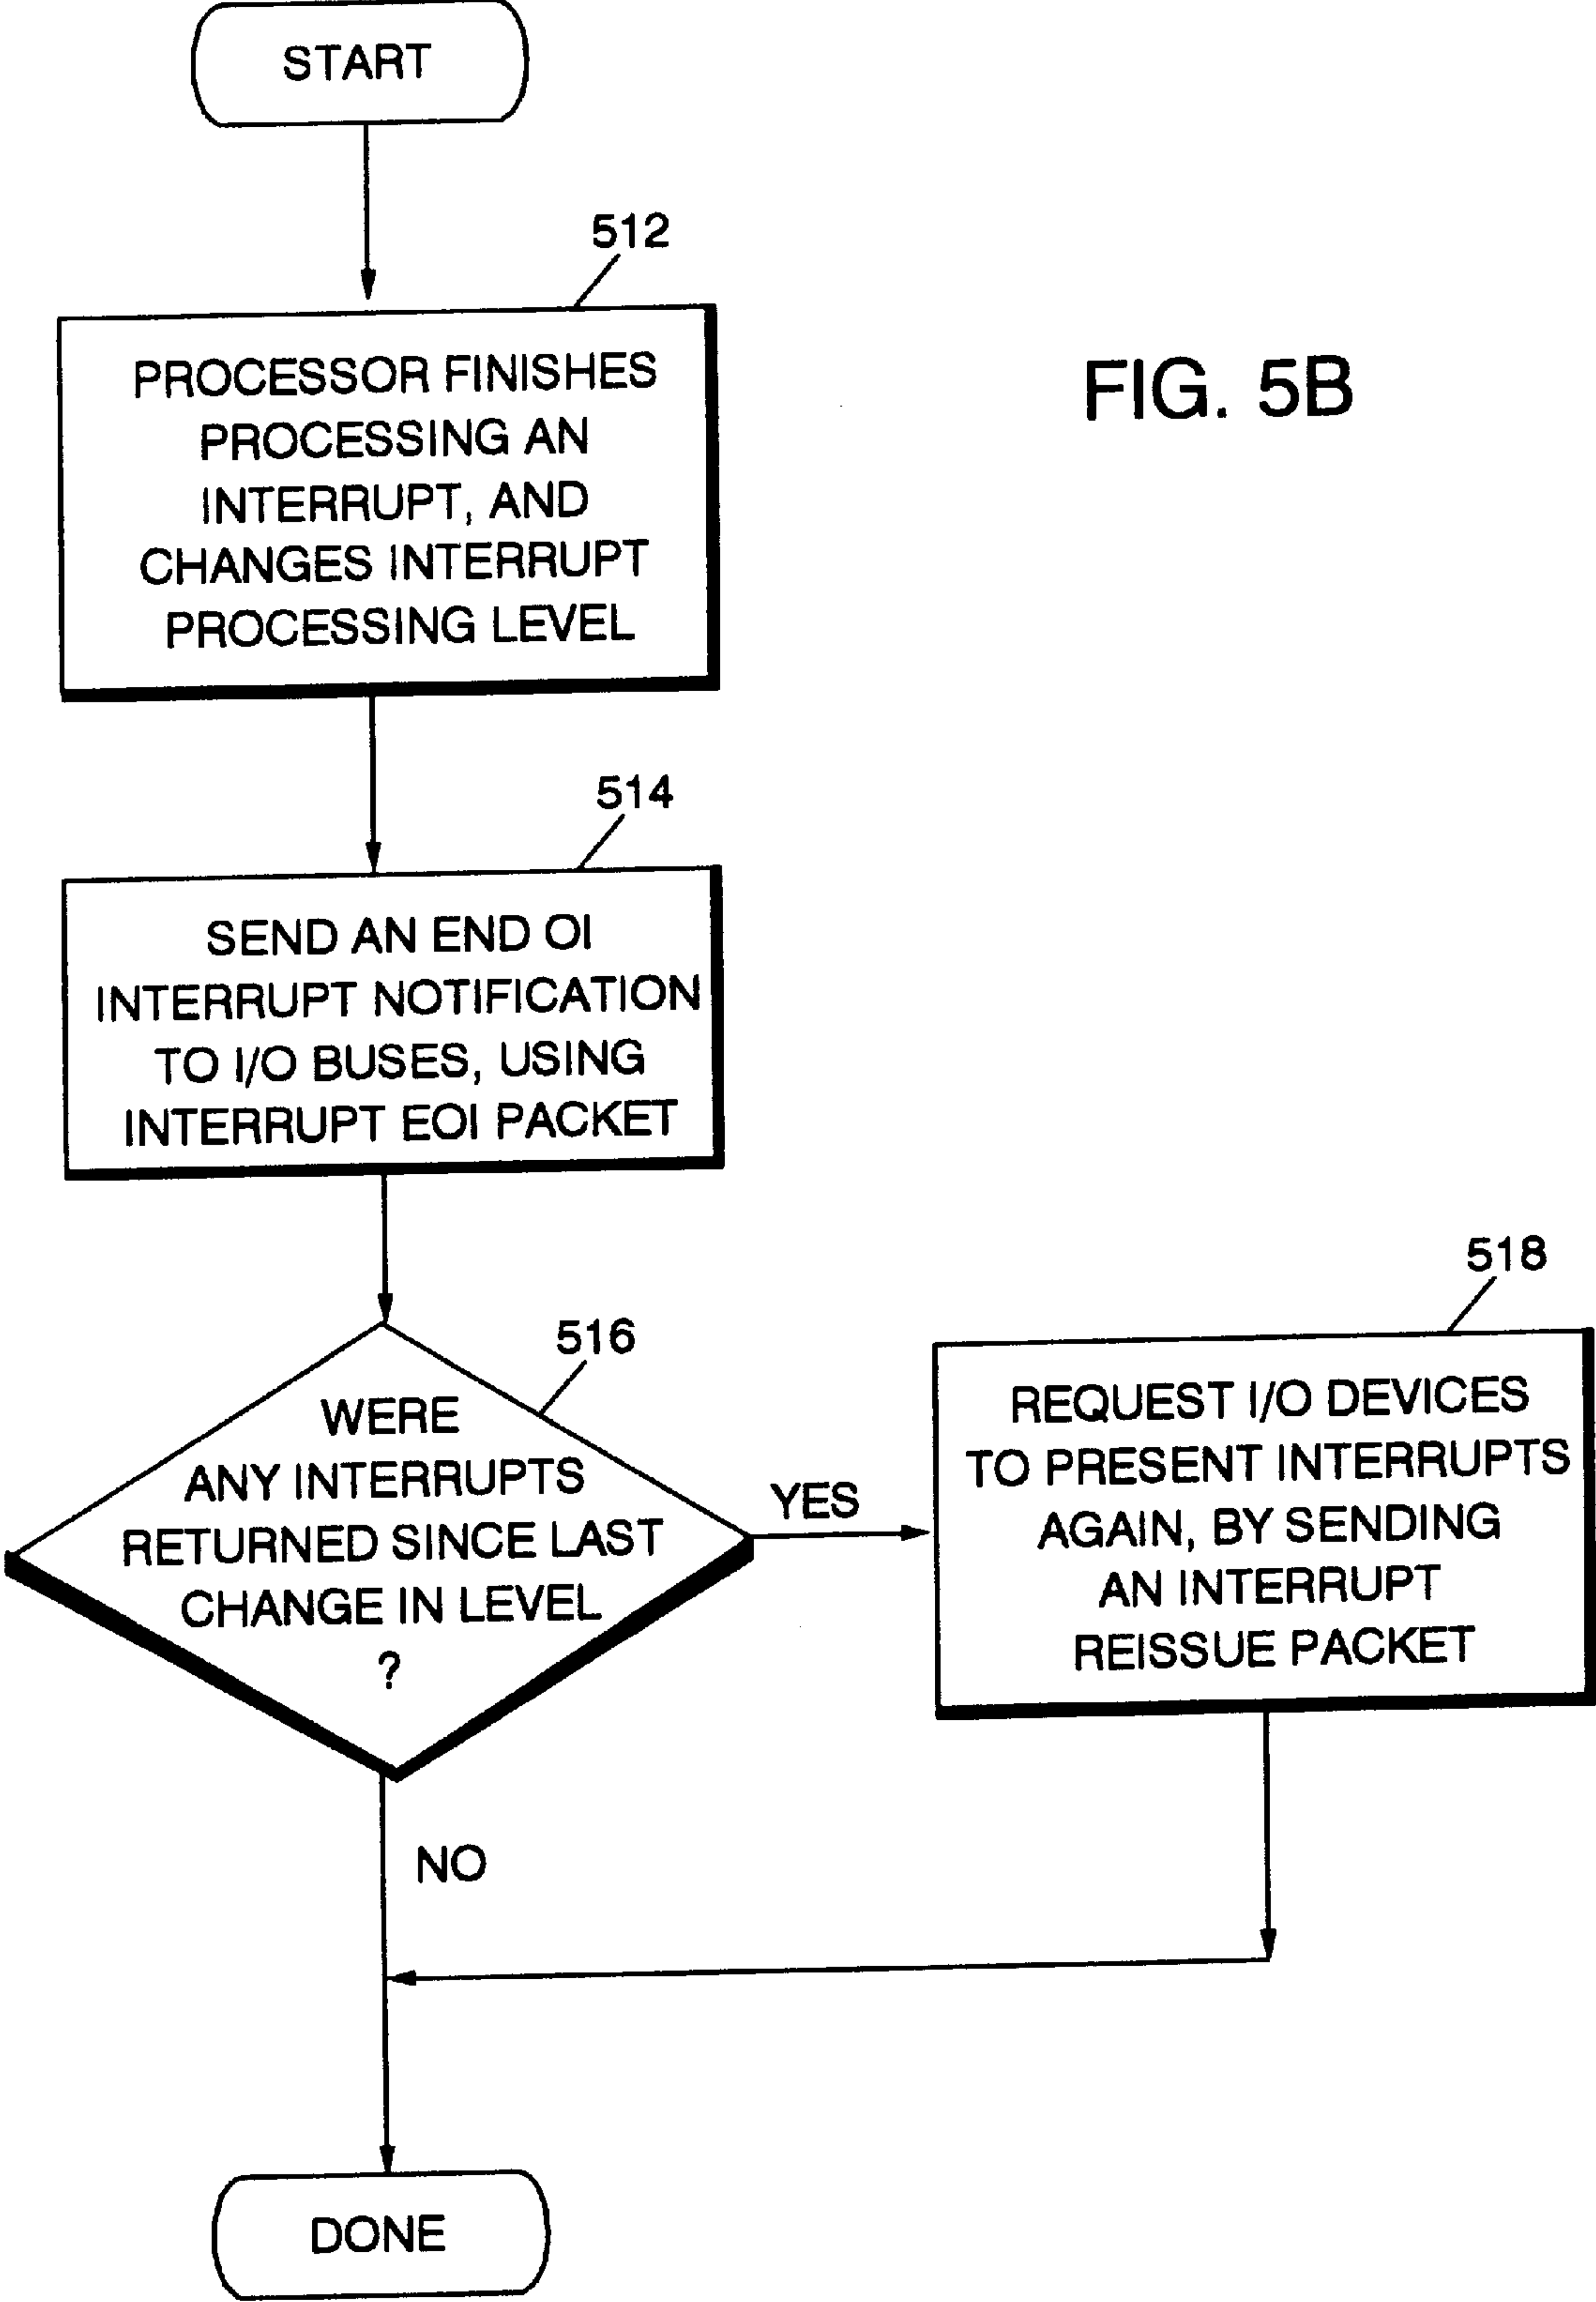 START
512
PROCESSOR FINISHES
PROCESSING AN
INTERRUPT, AND
CHANGES INTERRUPT
PROCESSING LEVEL
FIG. 5B
514
SEND AN END OI
INTERRUPT NOTIFICATION
TO I/O BUSES, USING
INTERRUPT EOI PACKET
516
WERE
ANY INTERRUPTS
RETURNED SINCE LAST
CHANGE IN LEVEL
?
YES
518
REQUEST I/O DEVICES
TO PRESENT INTERRUPTS
AGAIN, BY SENDING
AN INTERRUPT
REISSUE PACKET
NO
DONE